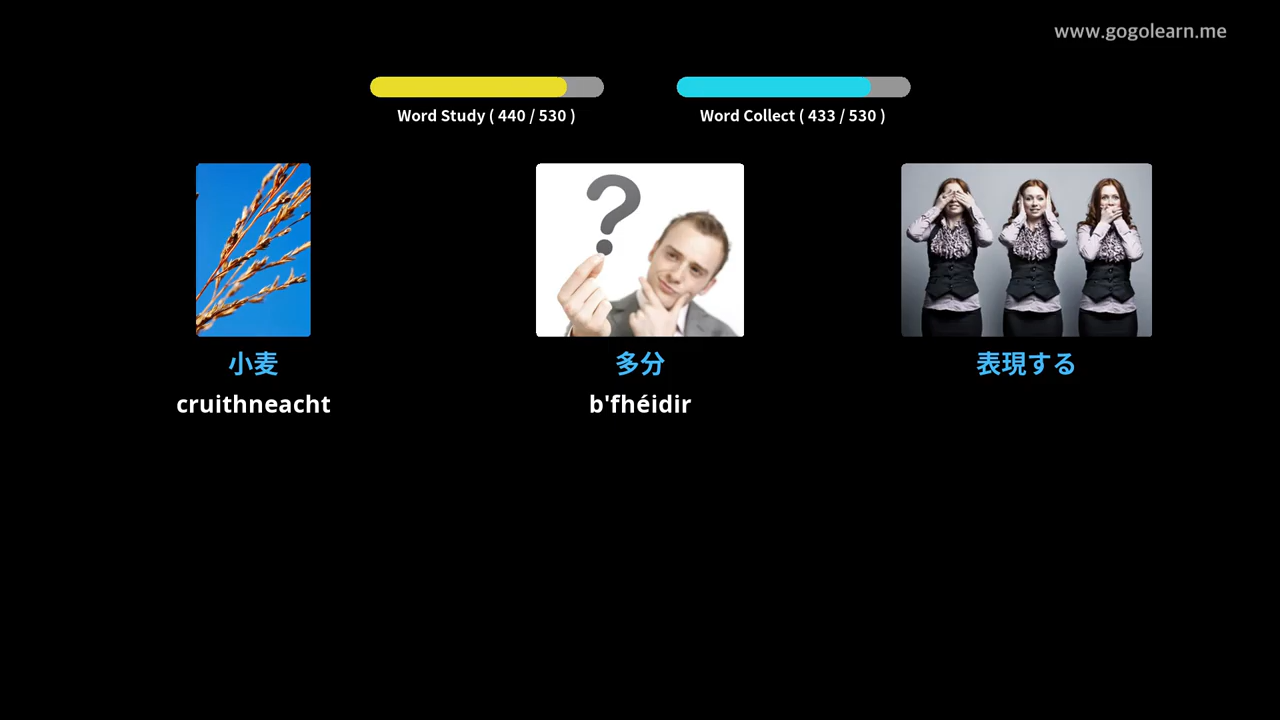 www.gogolearn.me
Word Study ( 440 / 530 )
Word Collect ( 433 / 530 )
小麦
多分
表現する
cruithneacht
b'fhéidir